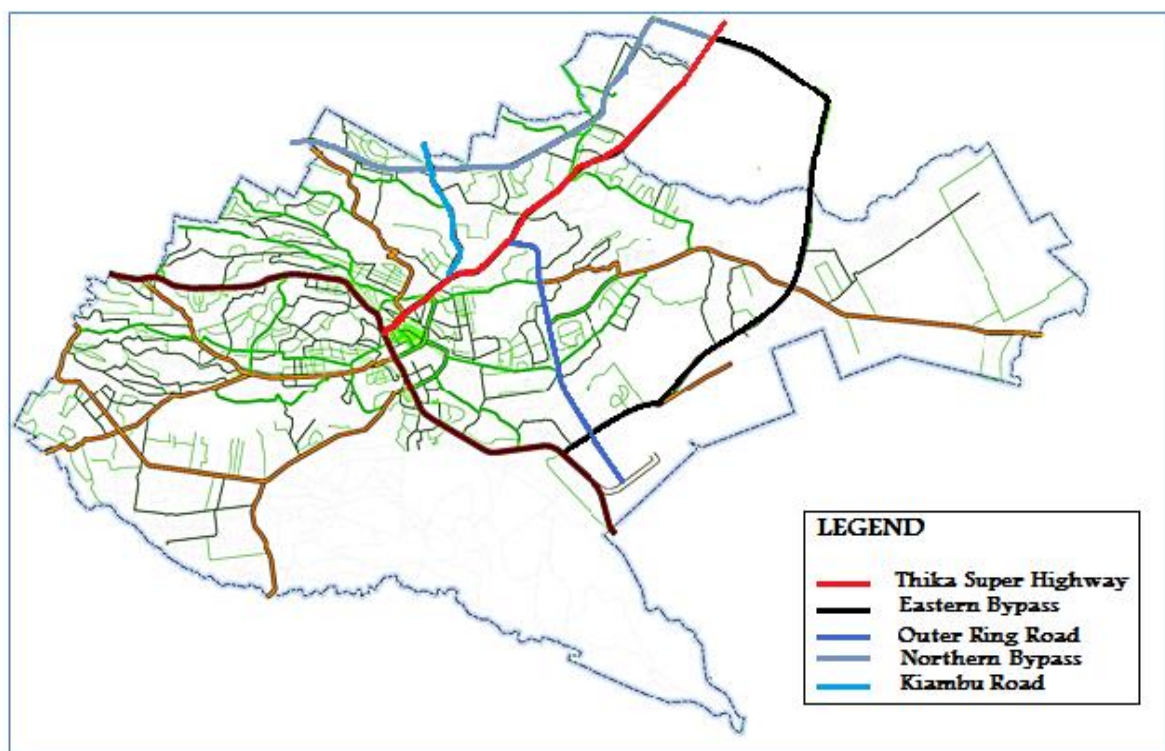 LEGEND
Thika Super Highway
Eastern Bypass
Outer Ring Road
Northern Bypass
Kiambu Road